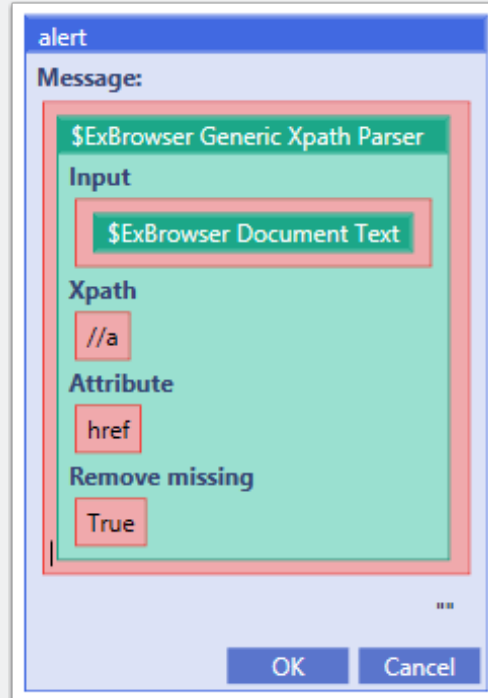 alert
Message:
$ExBrowser Generic Xpath Parser
Input
$ExBrowser Document Text
Xpath
//a
Attribute
href
Remove missing
True
""
OK Cancel